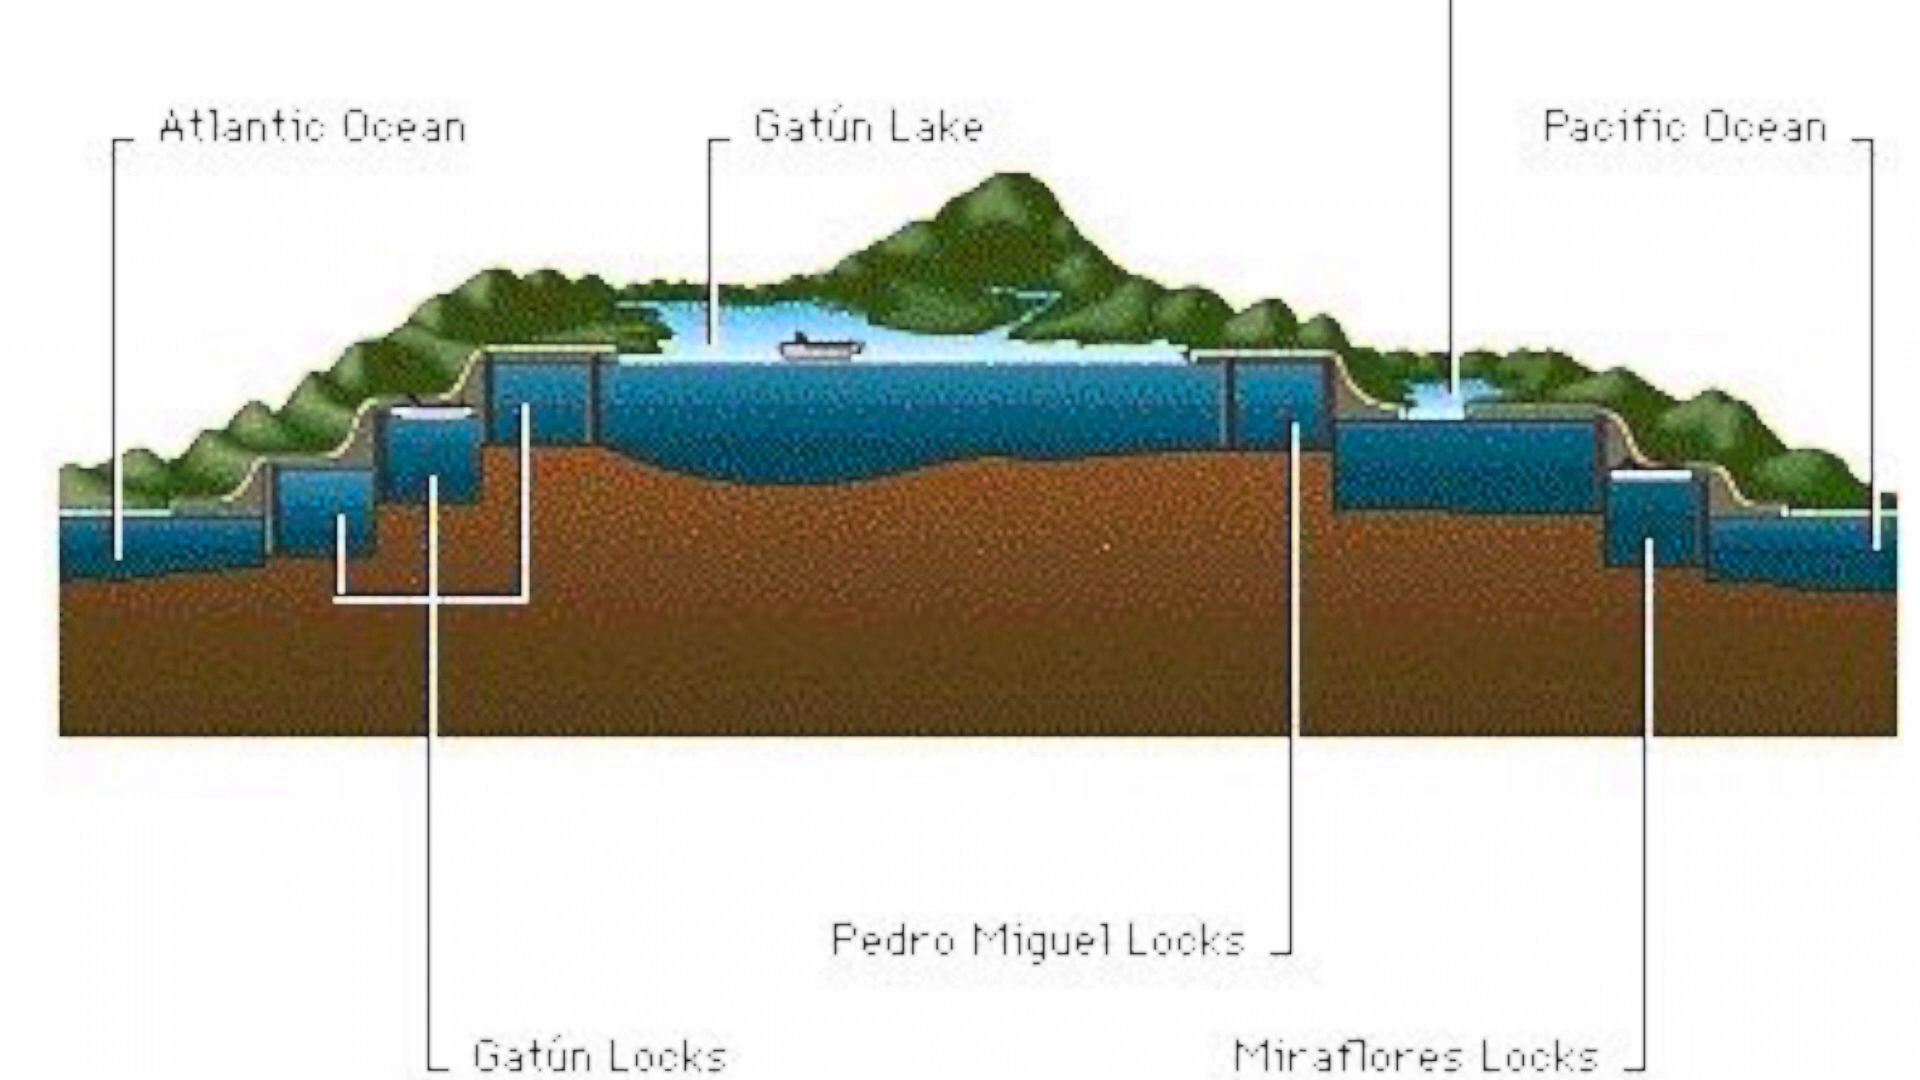 Atlantic Ocean
Gatún Lake
Pacific Ocean
Pedro Miguel Locks
Gatún Locks
Miraflores Locks